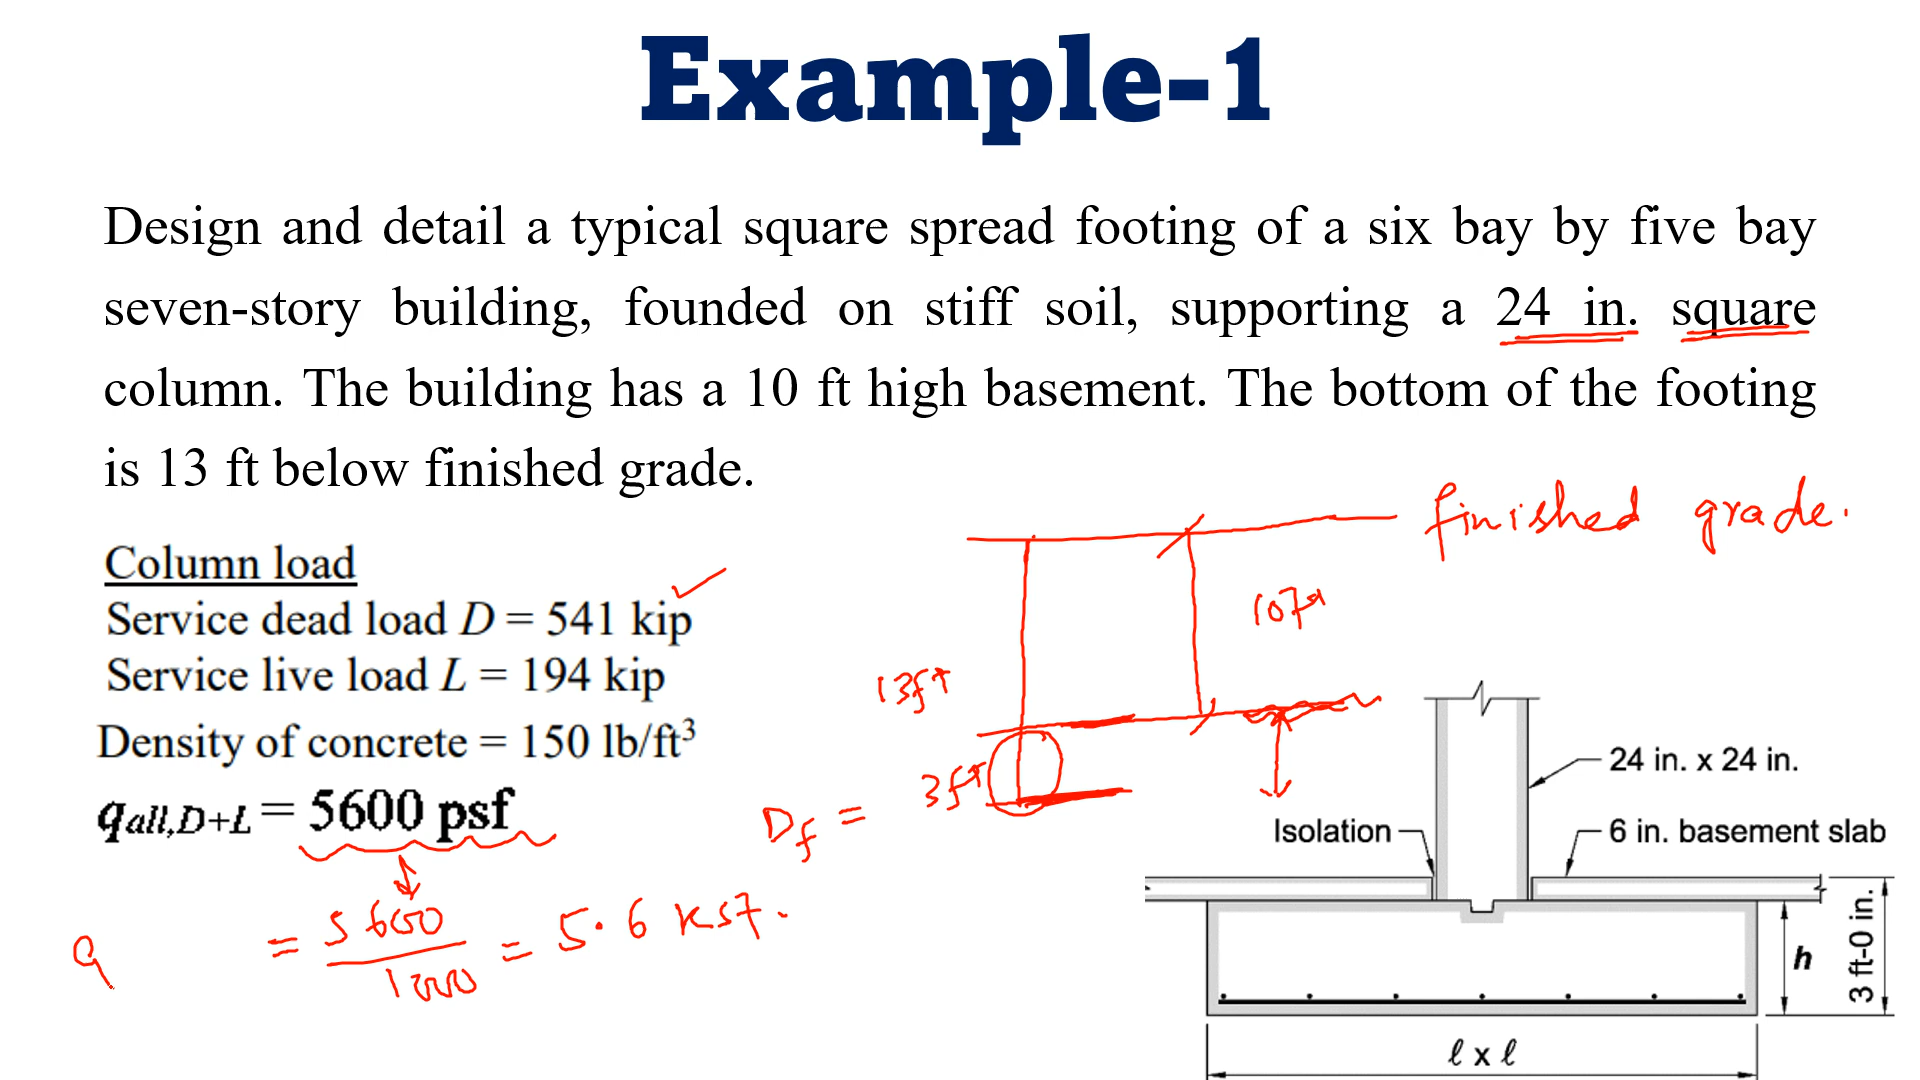 Example-1
Design and detail a typical square spread footing of a six bay by five bay
seven-story building, founded on stiff soil, supporting a 24 in. square
column. The building has a 10 ft high basement. The bottom of the footing
is 13 ft below finished grade.
finished grade.
Column load
Service dead load D = 541 kip
Service live load L = 194 kip
Density of concrete = 150 lb/ft³
qall,D+L = 5600 psf
= 5600 / 1000 = 5.6 ksf.
q
10ft
13ft
3ft
Df =
24 in. x 24 in.
Isolation
6 in. basement slab
h
3 ft-0 in.
ℓ x ℓ